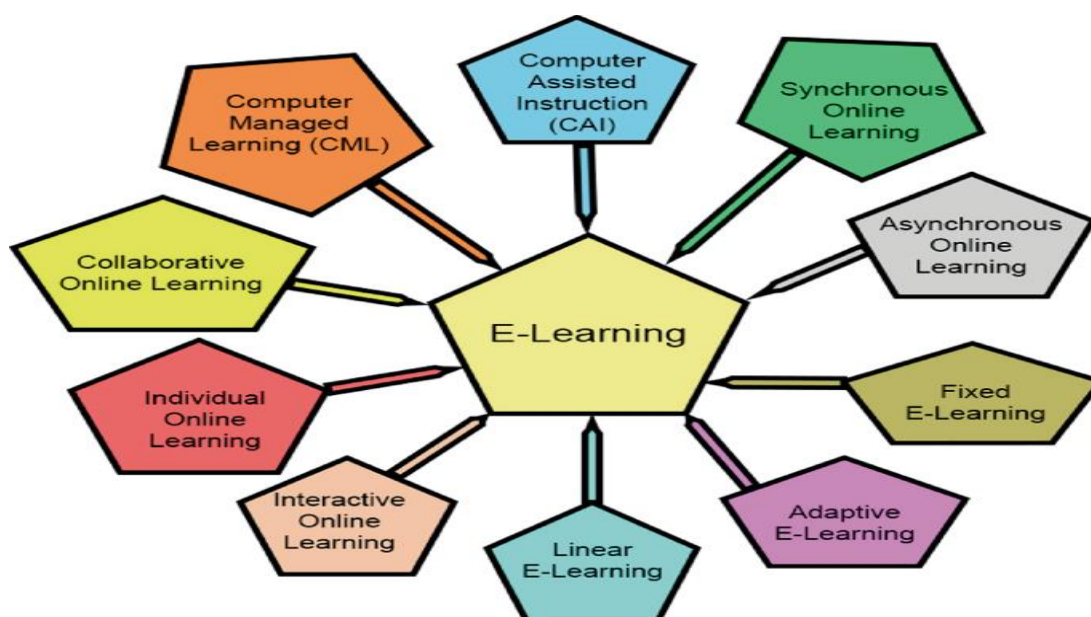 Computer
Managed
Learning (CML)
Computer
Assisted
Instruction
(CAI)
Synchronous
Online
Learning
Asynchronous
Online
Learning
Collaborative
Online Learning
E-Learning
Individual
Online
Learning
Fixed
E-Learning
Interactive
Online
Learning
Linear
E-Learning
Adaptive
E-Learning